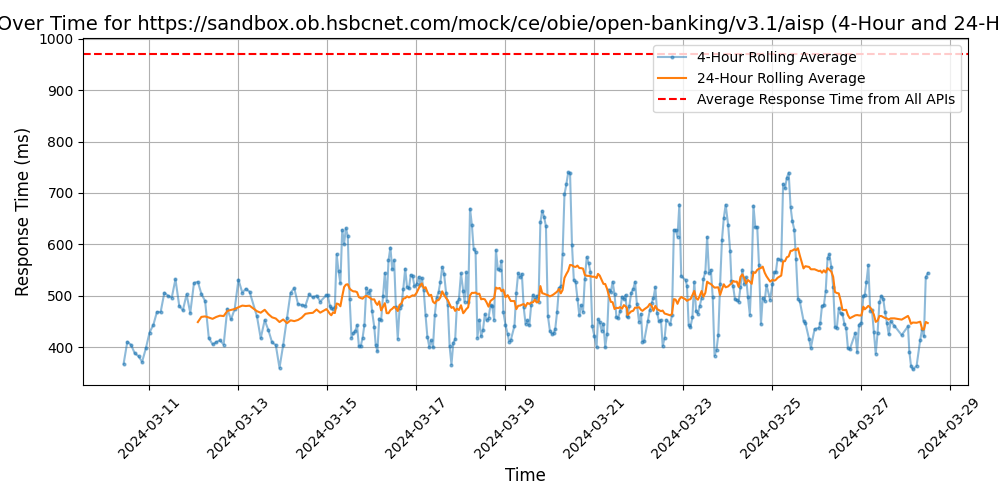 Over Time for https://sandbox.ob.hsbcnet.com/mock/ce/obie/open-banking/v3.1/aisp (4-Hour and 24-H
1000
900
800
700
600
500
400
Response Time (ms)
4-Hour Rolling Average
24-Hour Rolling Average
Average Response Time from All APIs
2024-03-11
2024-03-13
2024-03-15
2024-03-17
2024-03-19
2024-03-21
2024-03-23
2024-03-25
2024-03-27
2024-03-29
Time